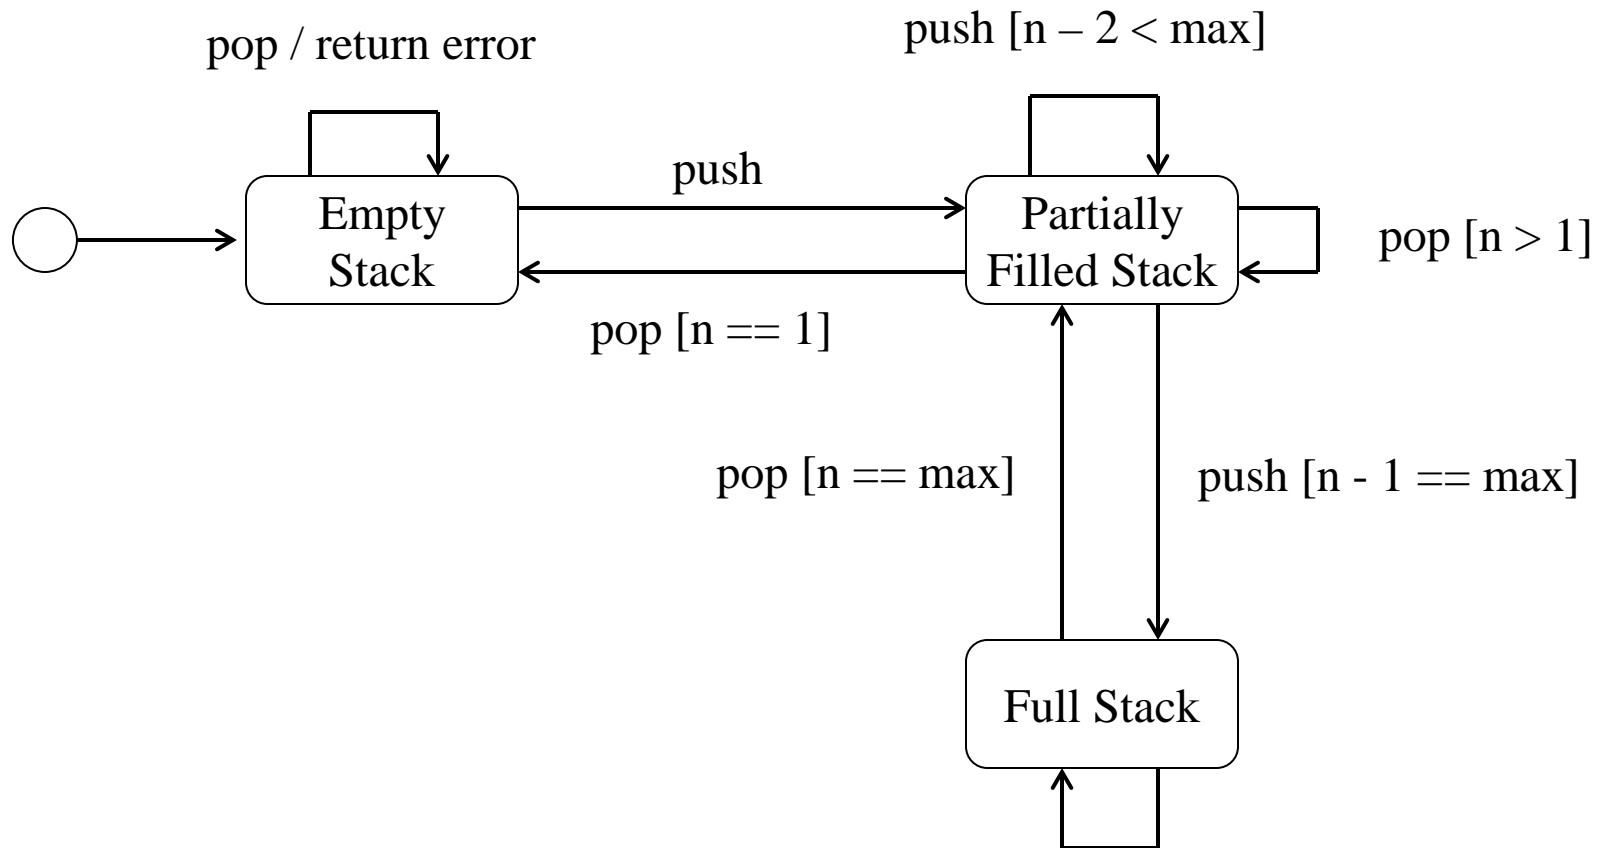 pop / return error
push [n – 2 < max]
push
Empty
Stack
Partially
Filled Stack
pop [n > 1]
pop [n == 1]
pop [n == max]
push [n - 1 == max]
Full Stack